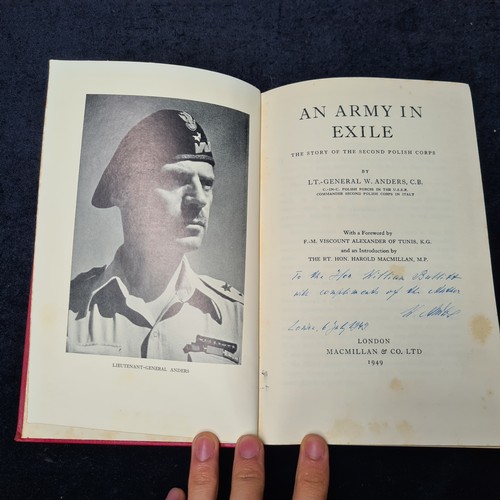 AN ARMY IN
EXILE
THE STORY OF THE SECOND POLISH CORPS
BY
LT.-GENERAL W. ANDERS, C.B.
C.-IN-C. POLISH FORCES IN THE U.S.S.R.
COMMANDER SECOND POLISH CORPS IN ITALY
With a Foreword by
F.-M. VISCOUNT ALEXANDER OF TUNIS, K.G.
and an Introduction by
THE RT. HON. HAROLD MACMILLAN, M.P.
To the Hon William Bullitt
with compliments of the
W. Anders
July 1949
LONDON
MACMILLAN & CO. LTD
1949
LIEUTENANT-GENERAL ANDERS